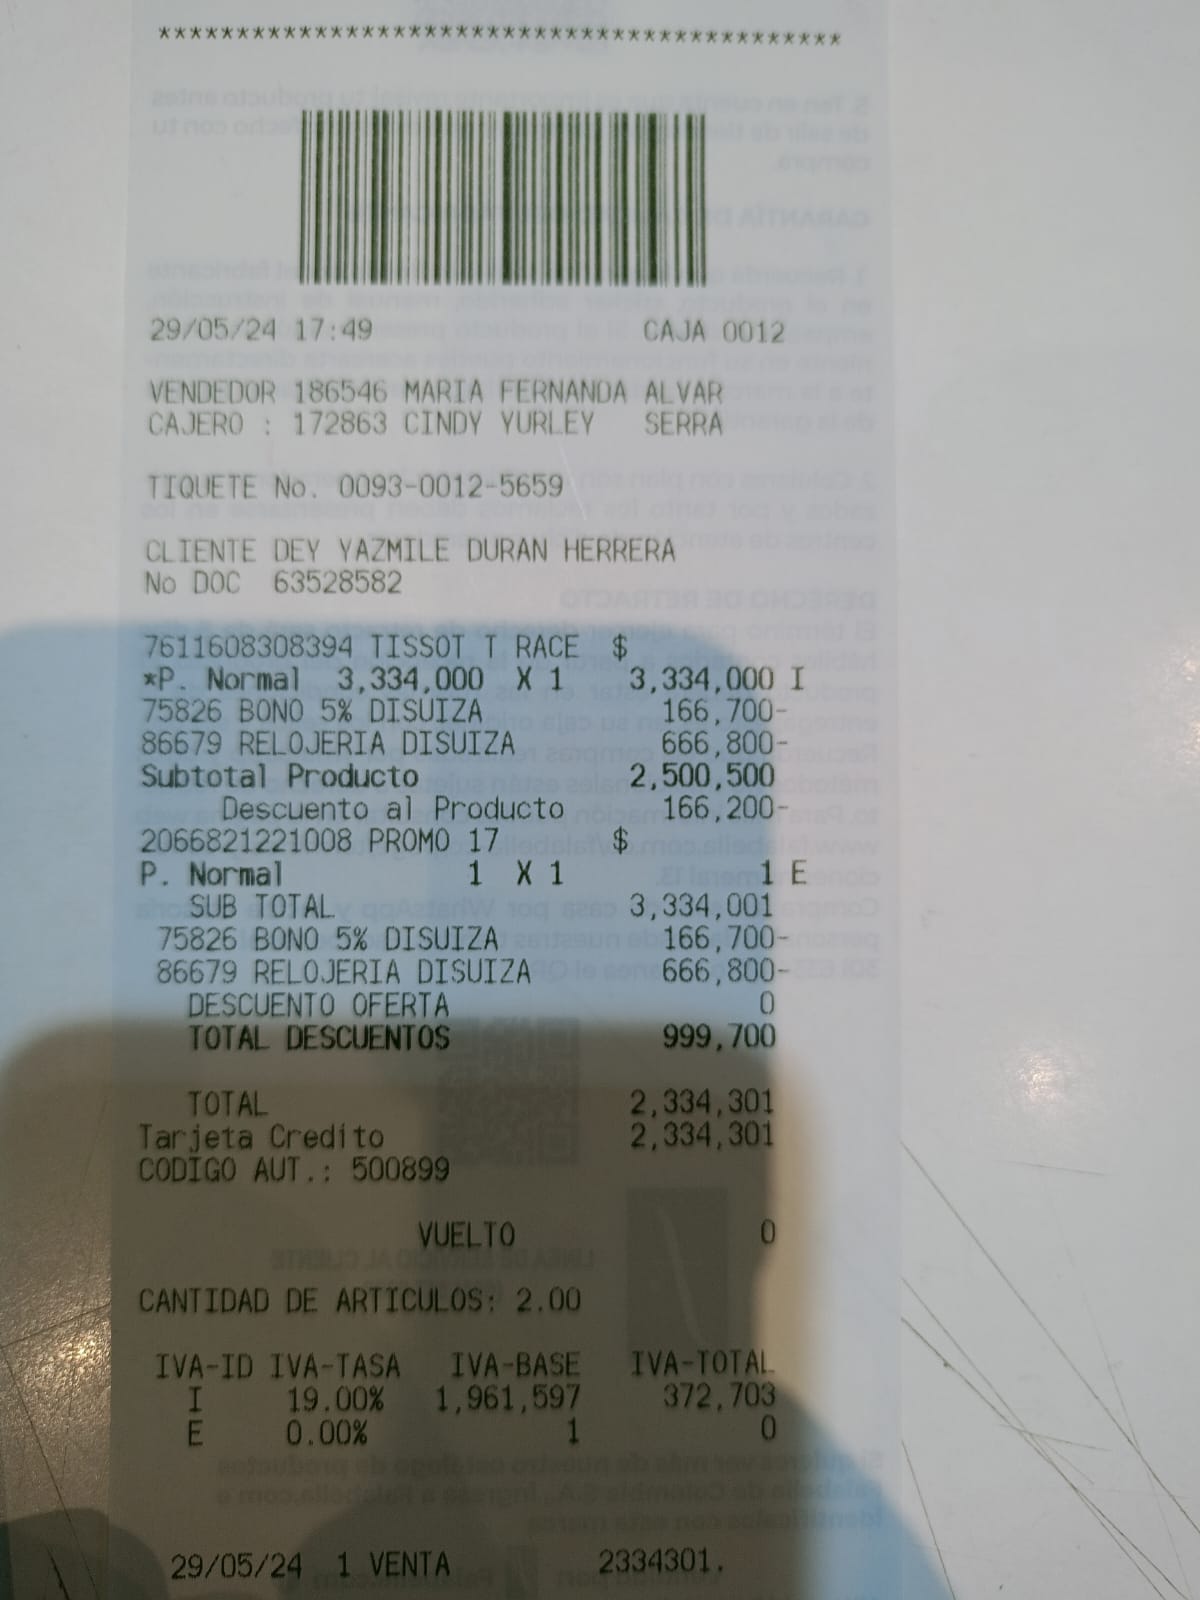 ********************************************
29/05/24 17:49 CAJA 0012
VENDEDOR 186546 MARIA FERNANDA ALVAR
CAJERO : 172863 CINDY YURLEY SERRA
TIQUETE No. 0093-0012-5659
CLIENTE DEY YAZMILE DURAN HERRERA
No DOC 63528582
7611608308394 TISSOT T RACE $
*P. Normal 3,334,000 X 1 3,334,000 I
75826 BONO 5% DISUIZA 166,700-
86679 RELOJERIA DISUIZA 666,800-
Subtotal Producto 2,500,500
Descuento al Producto 166,200-
2066821221008 PROMO 17 $
P. Normal 1 X 1 1 E
SUB TOTAL 3,334,001
75826 BONO 5% DISUIZA 166,700-
86679 RELOJERIA DISUIZA 666,800-
DESCUENTO OFERTA 0
TOTAL DESCUENTOS 999,700
TOTAL 2,334,301
Tarjeta Credito 2,334,301
CODIGO AUT.: 500899
VUELTO 0
CANTIDAD DE ARTICULOS: 2.00
IVA-ID IVA-TASA IVA-BASE IVA-TOTAL
I 19.00% 1,961,597 372,703
E 0.00% 1 0
29/05/24 1 VENTA 2334301.